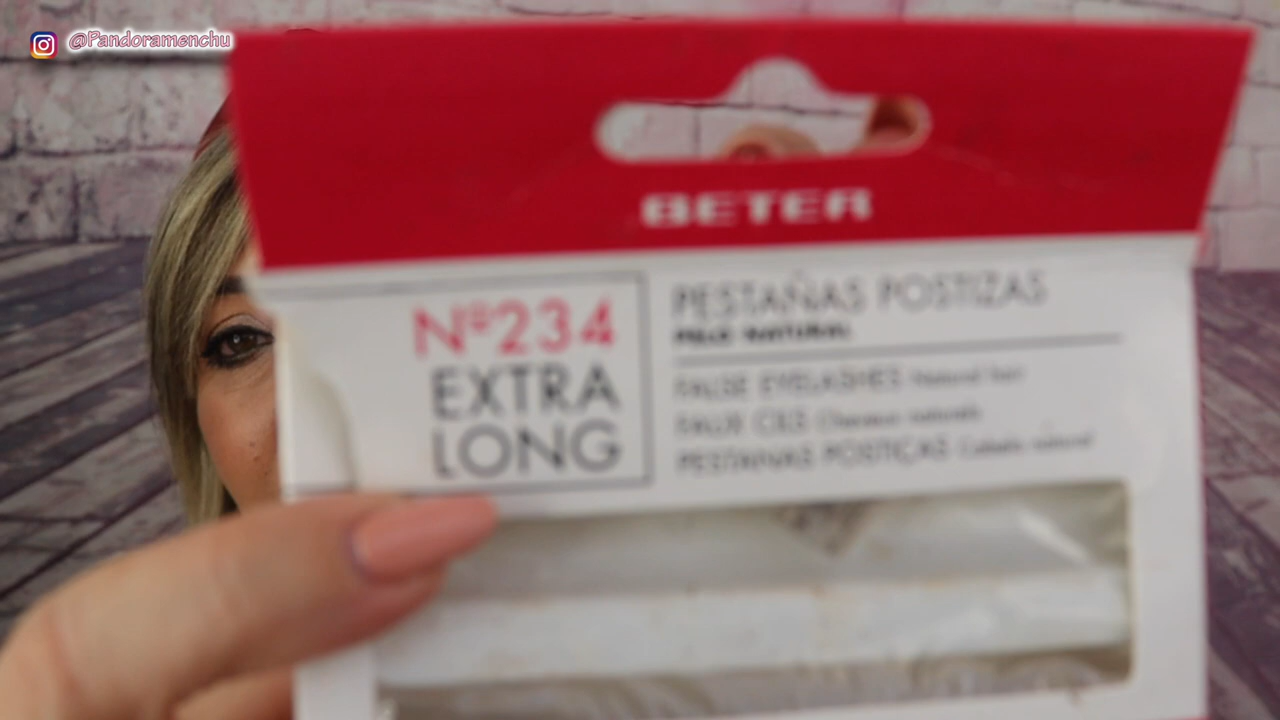 @Pandoramenchu
BETER
Nº234
EXTRA
LONG
PESTAÑAS POSTIZAS
PELO NATURAL
FALSE EYELASHES Natural hair
FAUX CILS Cheveux naturels
PESTANAS POSTIÇAS Cabelo natural